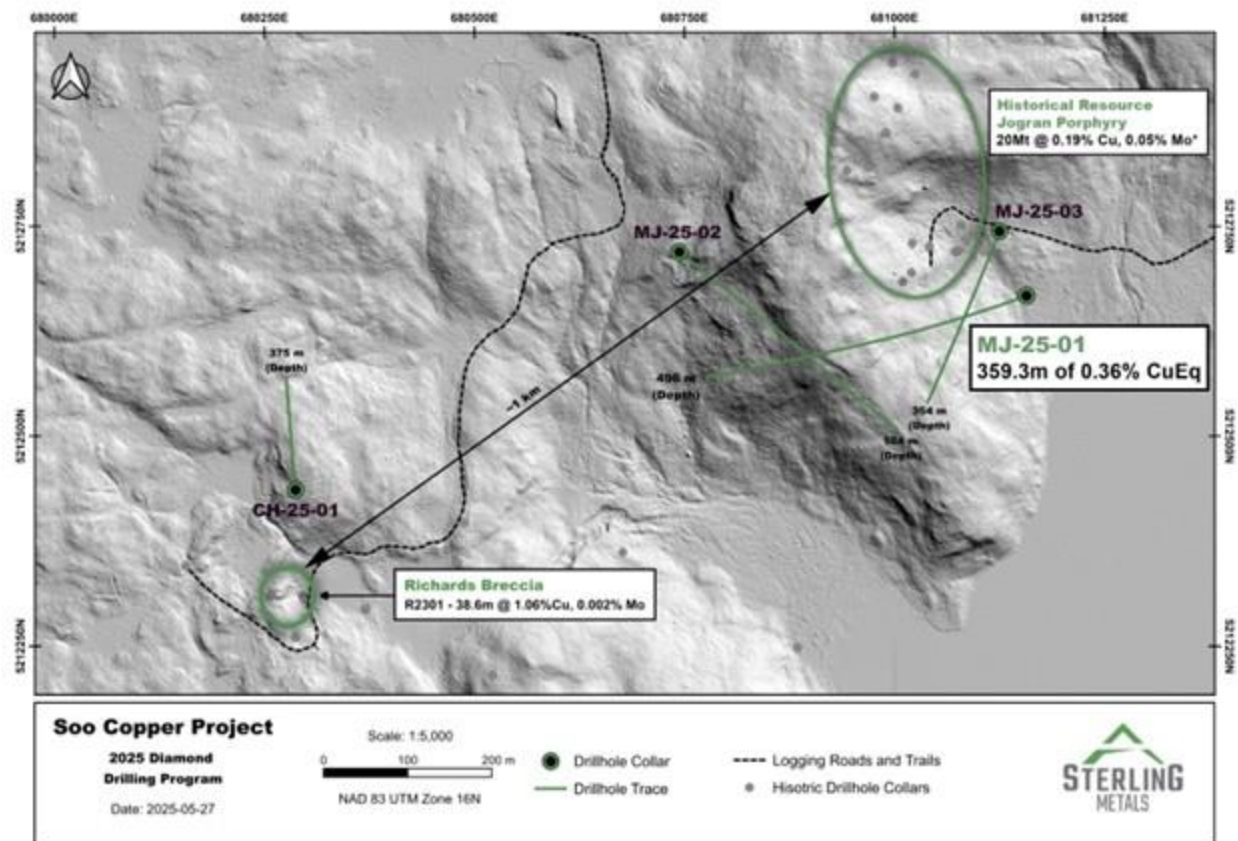 680000E
680250E
680500E
680750E
681000E
681250E
Historical Resource
Jogran Porphyry
20Mt @ 0.19% Cu, 0.05% Mo*
5212750N
5212750N
MJ-25-03
MJ-25-02
MJ-25-01
359.3m of 0.36% CuEq
375 m
(Depth)
(Depth)
~1 km
354 m
(Depth)
(Depth)
5212500N
5212500N
CH-25-01
Richards Breccia
R2301 - 38.6m @ 1.06%Cu, 0.002% Mo
5212250N
5212250N
Soo Copper Project
2025 Diamond
Drilling Program
Date: 2025-05-27
Scale: 1:5,000
0 100 200 m
NAD 83 UTM Zone 16N
Drillhole Collar
Drillhole Trace
Logging Roads and Trails
Hisotric Drillhole Collars
STERLING
METALS